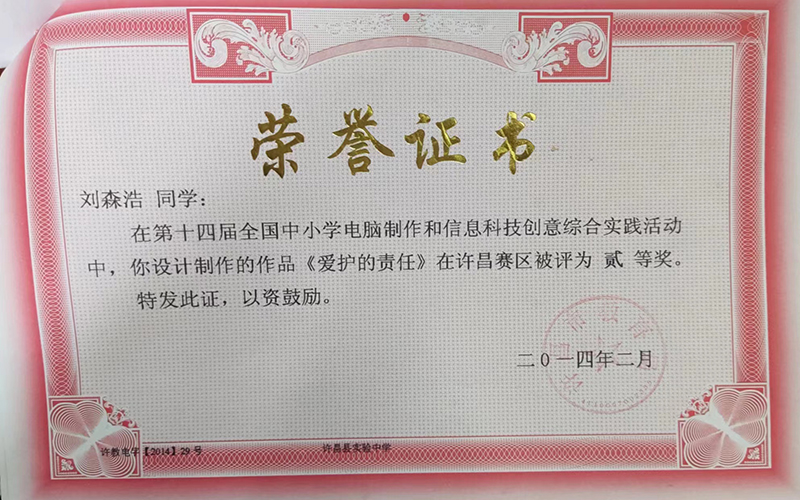 荣誉证书
刘森浩 同学：
在第十四届全国中小学电脑制作和信息科技创意综合实践活动
中，你设计制作的作品《爱护的责任》在许昌赛区被评为 贰 等奖。
特发此证，以资鼓励。
二0一四年二月
许教电字【2014】29 号
许昌县实验中学